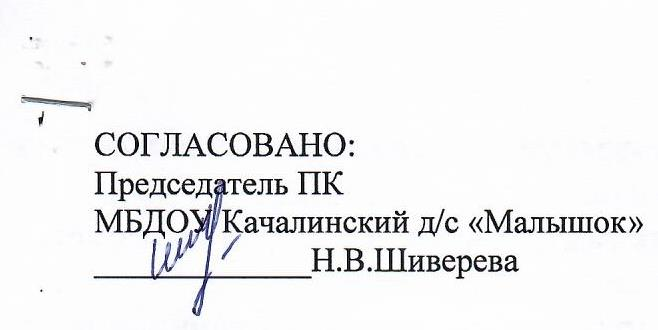 СОГЛАСОВАНО:
Председатель ПК
МБДОУ Качалинский д/с «Малышок»
_______________Н.В.Шиверева